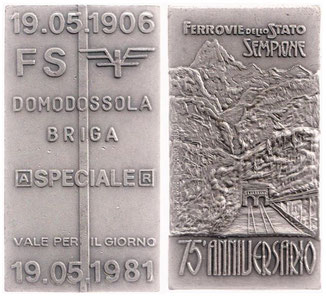 19.05.1906
FS
DOMODOSSOLA
BRIGA
A SPECIALE R
VALE PER IL GIORNO
19.05.1981
FERROVIE DELLO STATO
SEMPIONE
75° ANNIVERSARIO